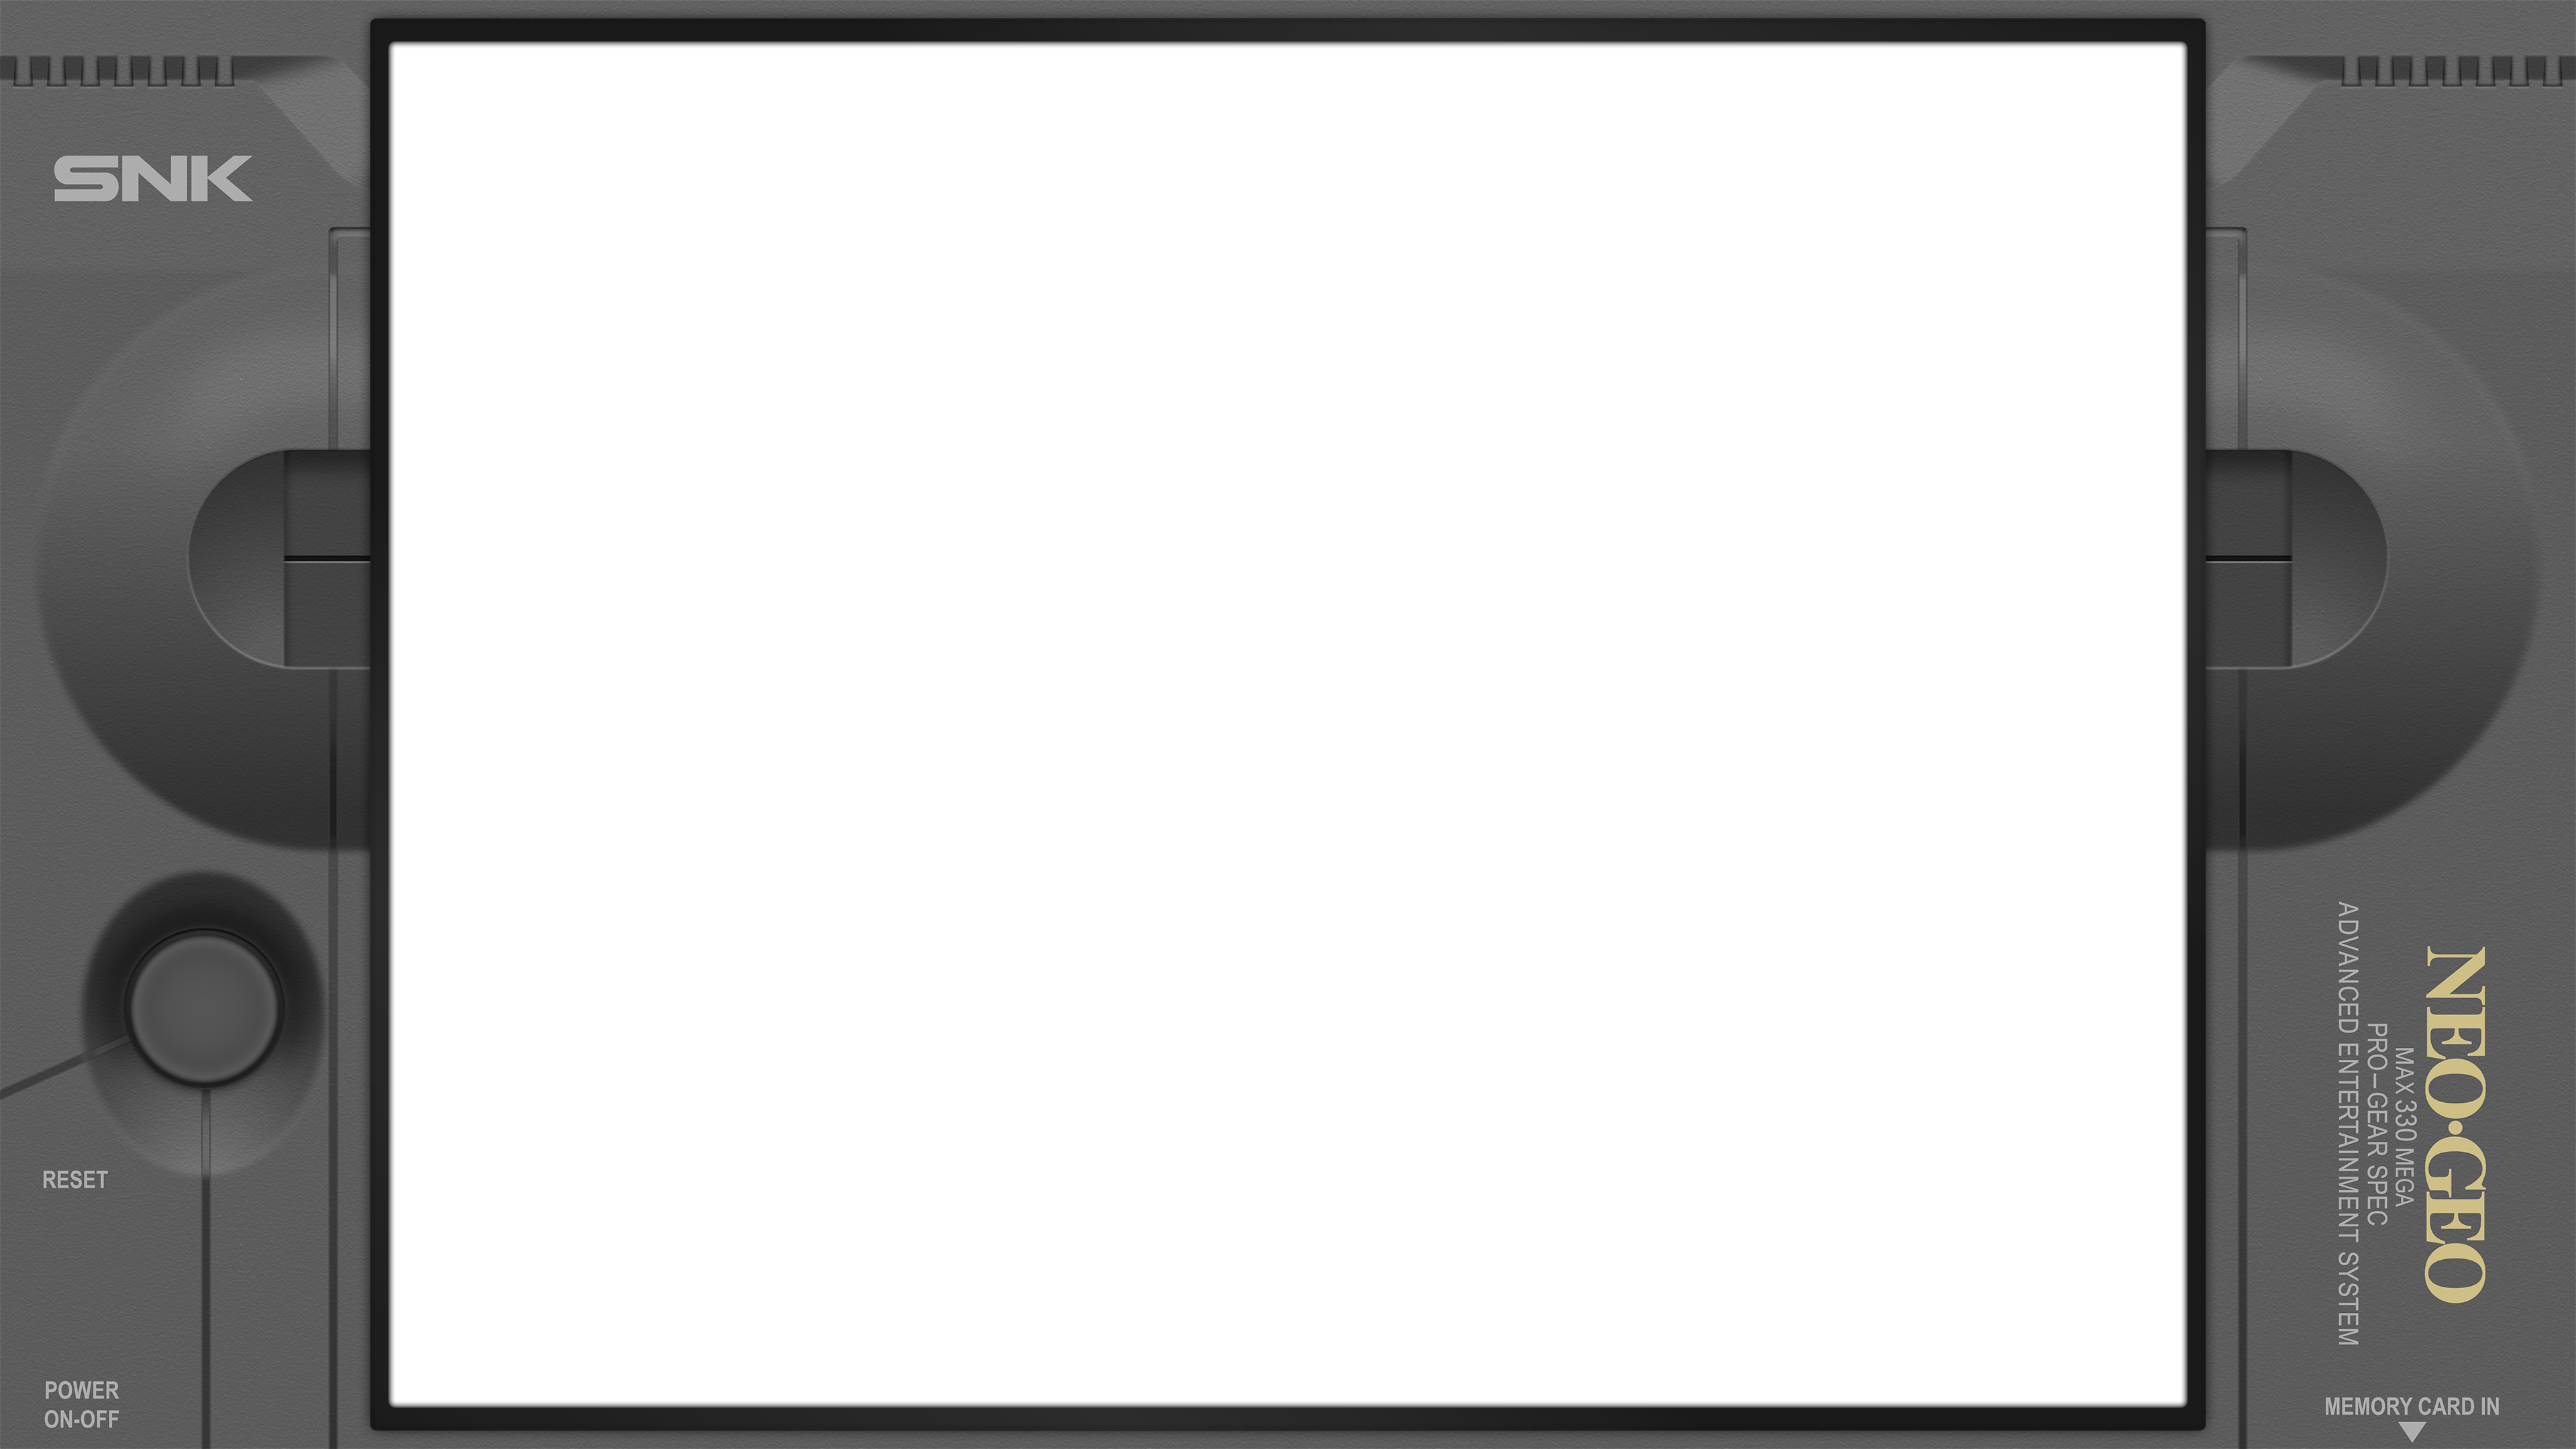 SNK
RESET
POWER
ON-OFF
NEO•GEO
MAX 330 MEGA
PRO-GEAR SPEC
ADVANCED ENTERTAINMENT SYSTEM
MEMORY CARD IN